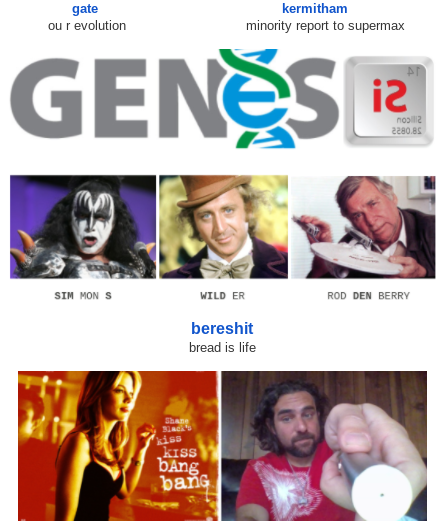 gate
kermitham
ou r evolution
minority report to supermax
GENeS
14
Si
Silicon
28.0855
SIM MON S
WILD ER
ROD DEN BERRY
bereshit
bread is life
Shane
Black's
kiss
kiss
bAng
bang